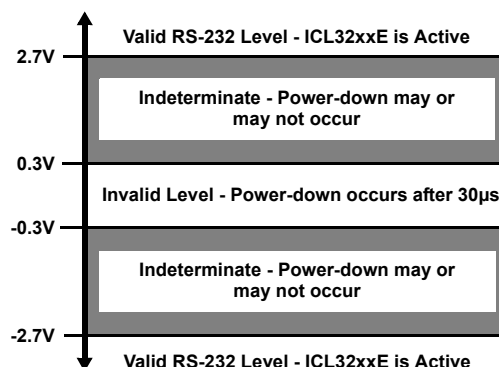 Valid RS-232 Level - ICL32xxE is Active
2.7V
Indeterminate - Power-down may or
may not occur
0.3V
Invalid Level - Power-down occurs after 30µs
-0.3V
Indeterminate - Power-down may or
may not occur
-2.7V
Valid RS-232 Level - ICL32xxE is Active